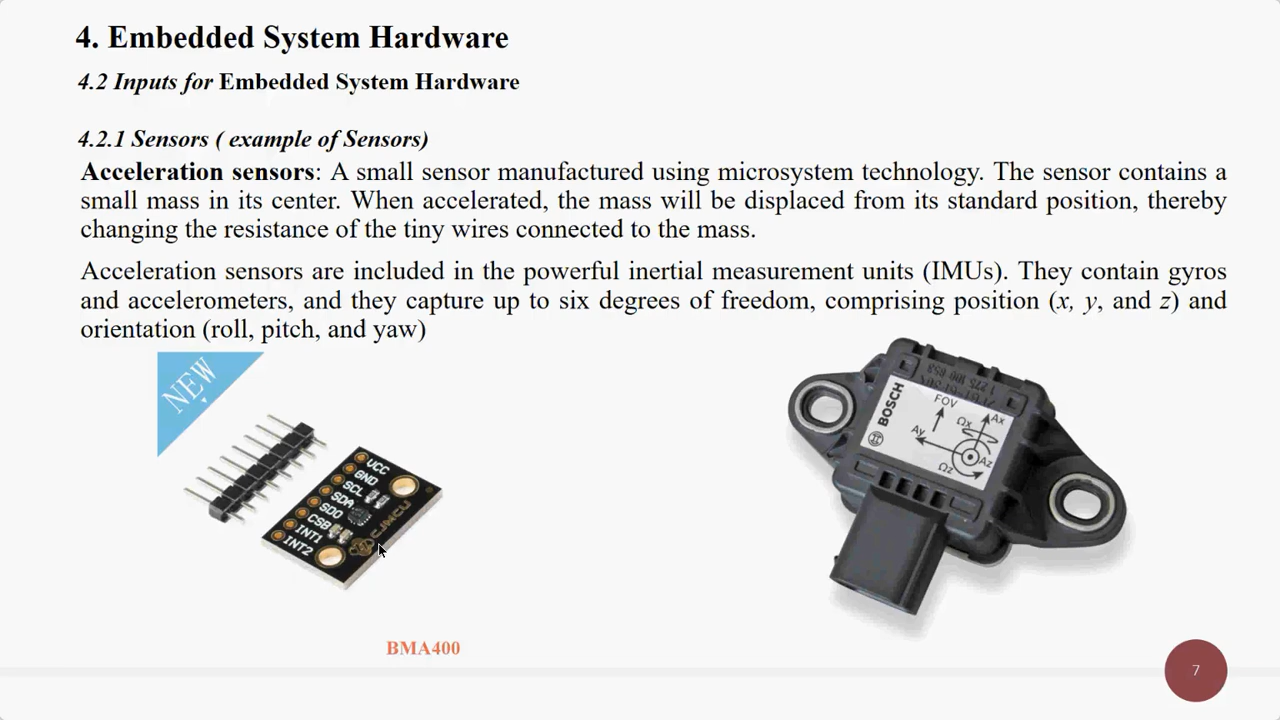 4. Embedded System Hardware
4.2 Inputs for Embedded System Hardware
4.2.1 Sensors ( example of Sensors)
Acceleration sensors: A small sensor manufactured using microsystem technology. The sensor contains a
small mass in its center. When accelerated, the mass will be displaced from its standard position, thereby
changing the resistance of the tiny wires connected to the mass.
Acceleration sensors are included in the powerful inertial measurement units (IMUs). They contain gyros
and accelerometers, and they capture up to six degrees of freedom, comprising position (x, y, and z) and
orientation (roll, pitch, and yaw)
NEW
VCC
GND
SCL
SDA
SDO
CSB
INT1
INT2
CJMCU
BOSCH
FOV
Ax
Ωx
Ay
Az
Ωz
BMA400
7